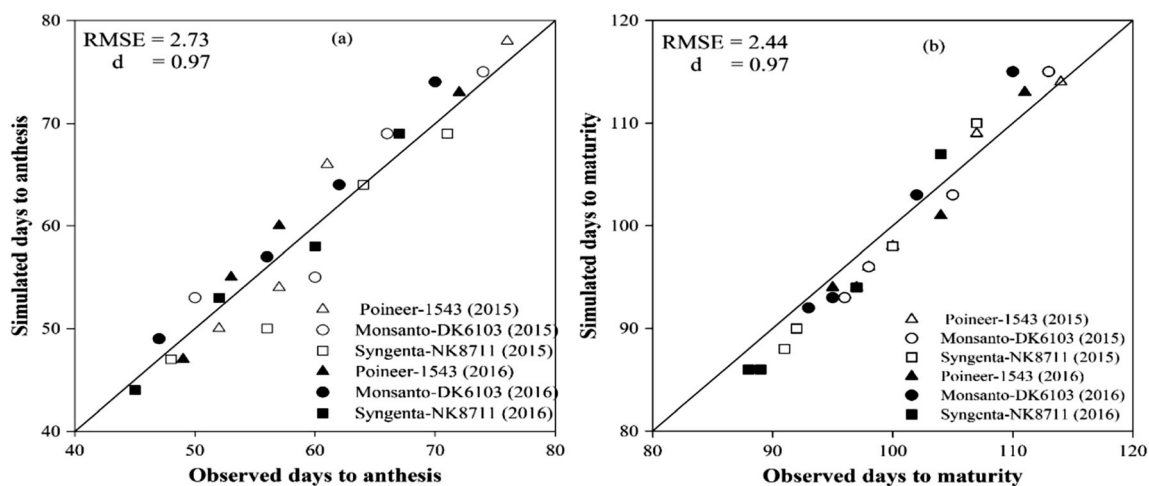 80
RMSE = 2.73
d = 0.97
(a)
70
60
50
40
Simulated days to anthesis
Poineer-1543 (2015)
Monsanto-DK6103 (2015)
Syngenta-NK8711 (2015)
Poineer-1543 (2016)
Monsanto-DK6103 (2016)
Syngenta-NK8711 (2016)
40 50 60 70 80
Observed days to anthesis
120
RMSE = 2.44
d = 0.97
(b)
110
100
90
80
Simulated days to maturity
Poineer-1543 (2015)
Monsanto-DK6103 (2015)
Syngenta-NK8711 (2015)
Poineer-1543 (2016)
Monsanto-DK6103 (2016)
Syngenta-NK8711 (2016)
80 90 100 110 120
Observed days to maturity